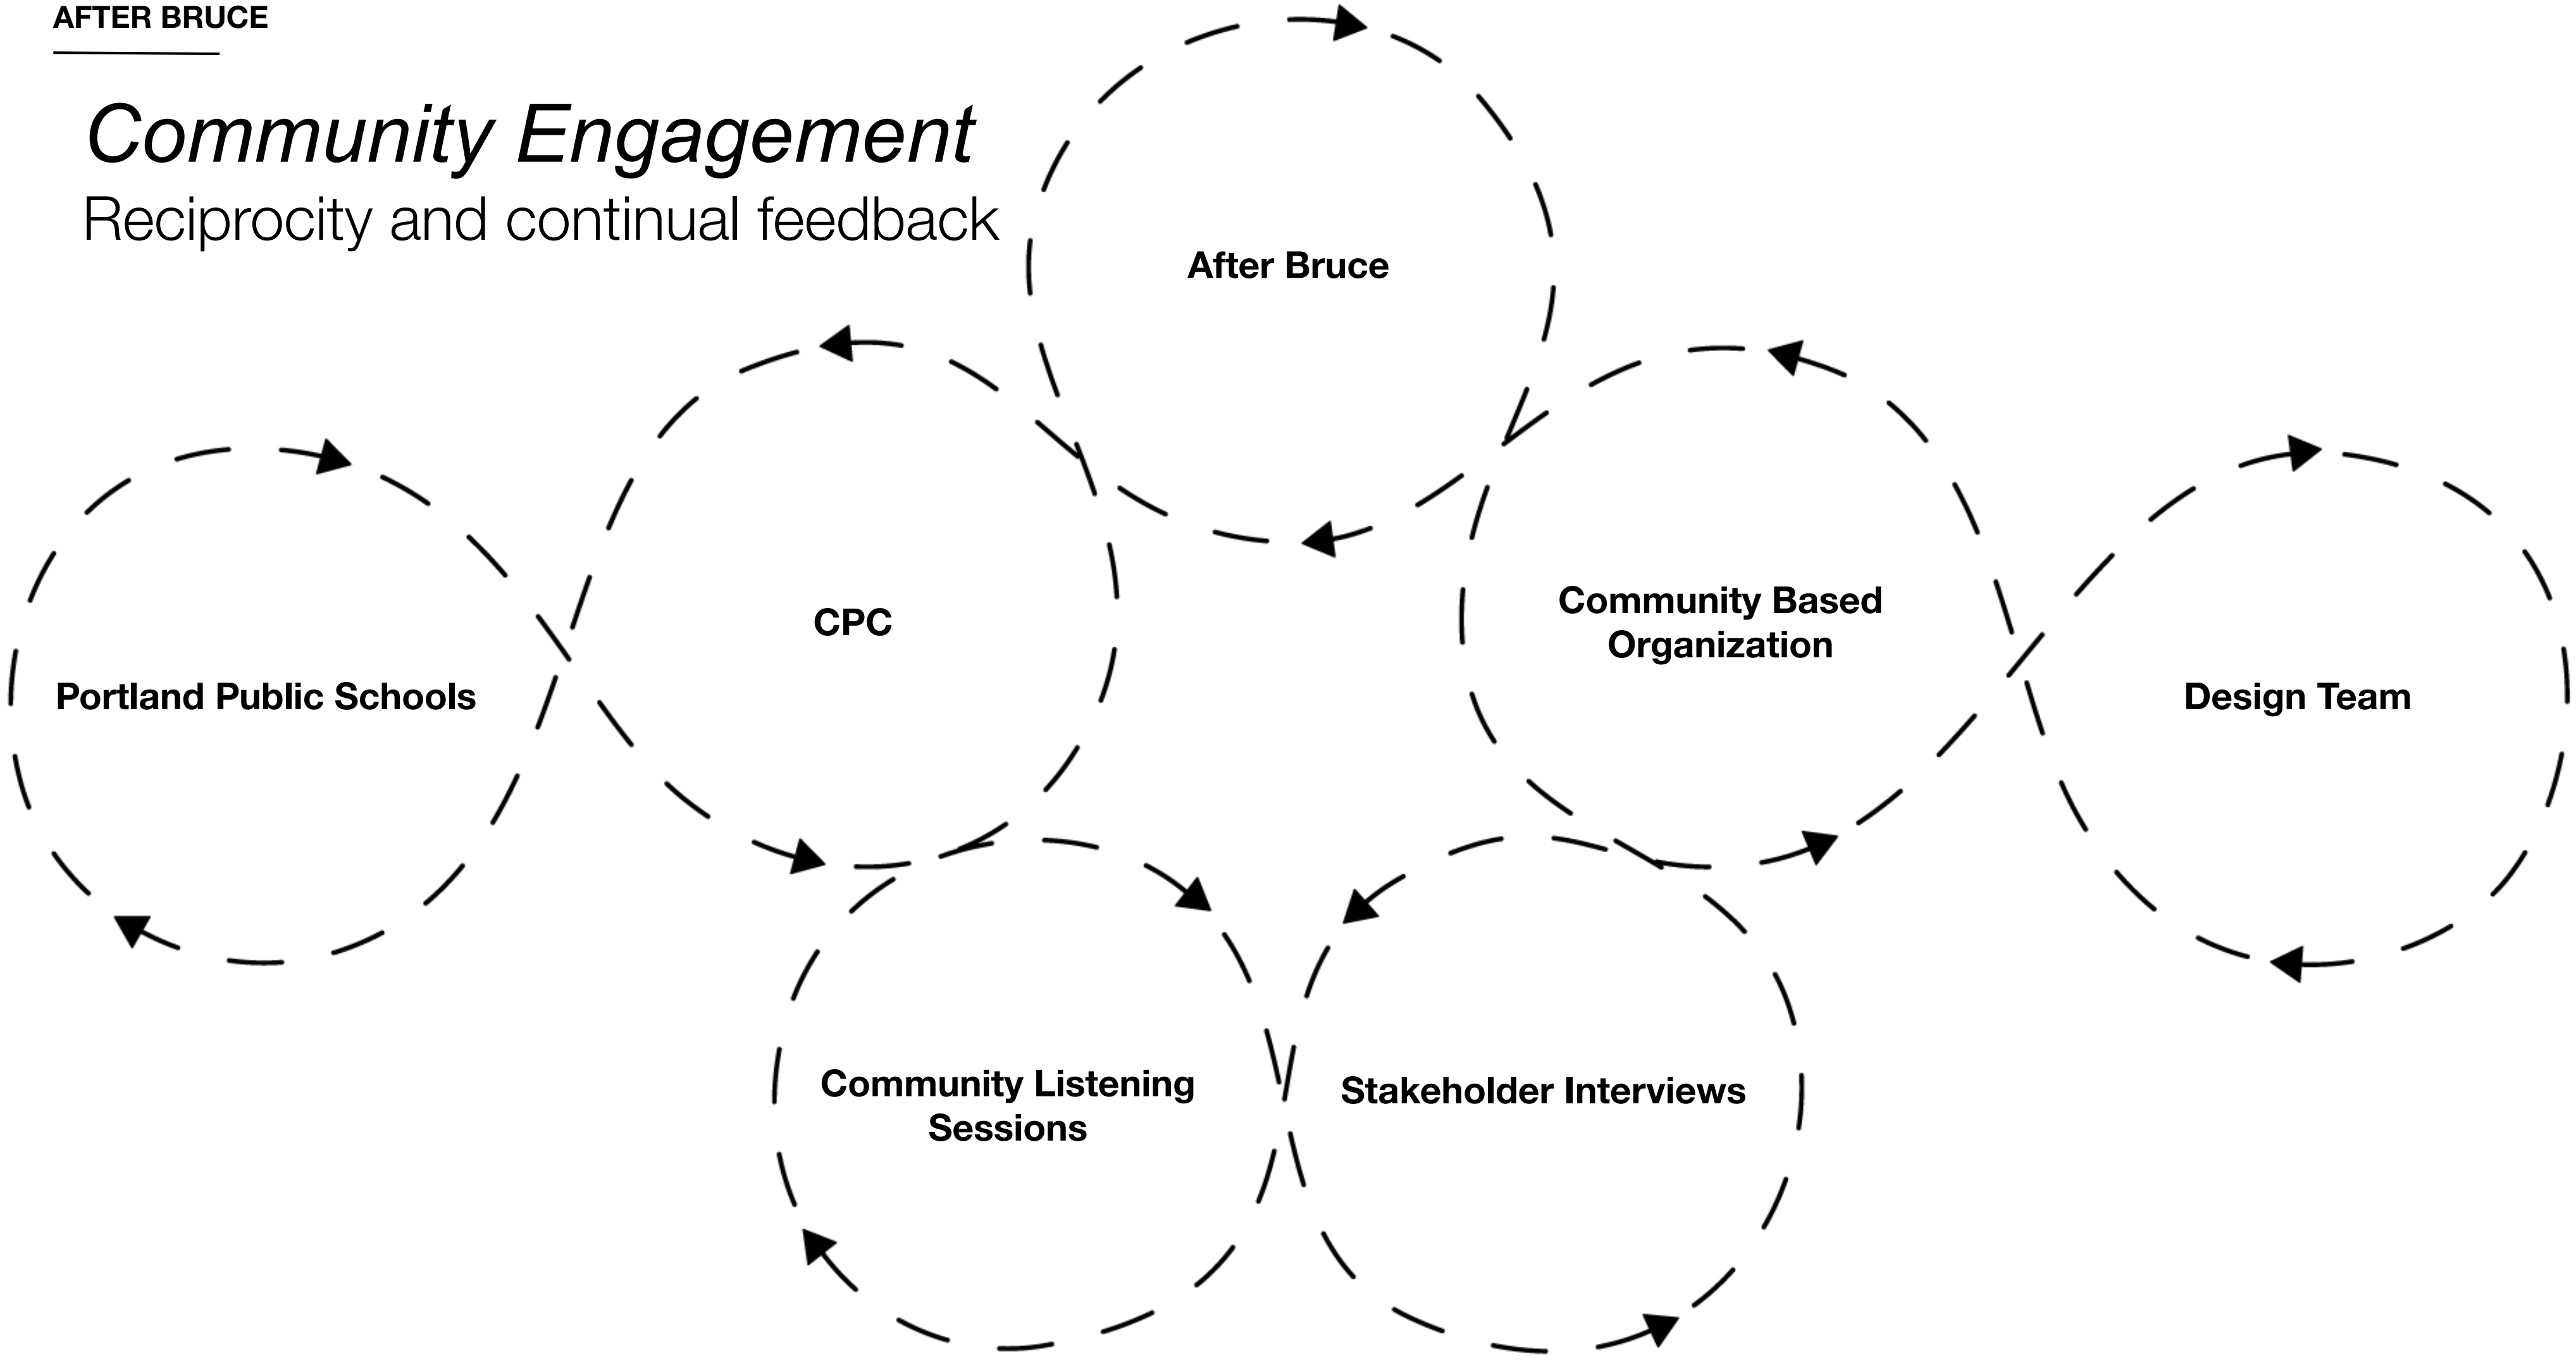 AFTER BRUCE
Community Engagement
Reciprocity and continual feedback
After Bruce
CPC
Community Based
Organization
Portland Public Schools
Design Team
Community Listening
Sessions
Stakeholder Interviews